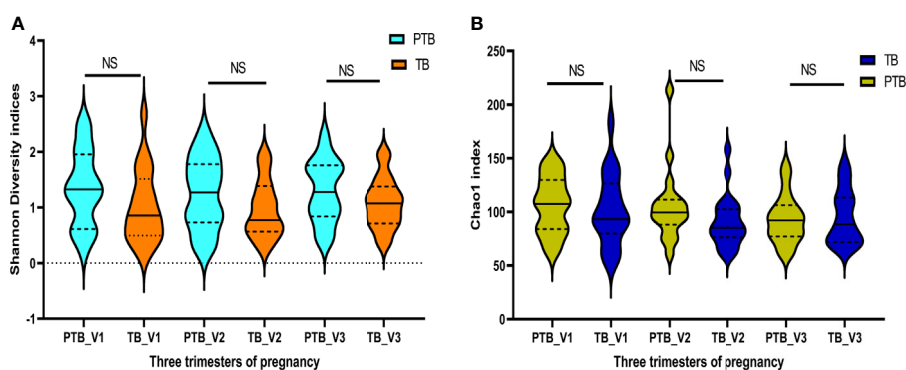 A
Shannon Diversity indices
4
3
2
1
0
-1
PTB
TB
NS
NS
NS
PTB_V1
TB_V1
PTB_V2
TB_V2
PTB_V3
TB_V3
Three trimesters of pregnancy
B
Chao1 index
250
200
150
100
50
0
TB
PTB
NS
NS
NS
PTB_V1
TB_V1
PTB_V2
TB_V2
PTB_V3
TB_V3
Three trimesters of pregnancy